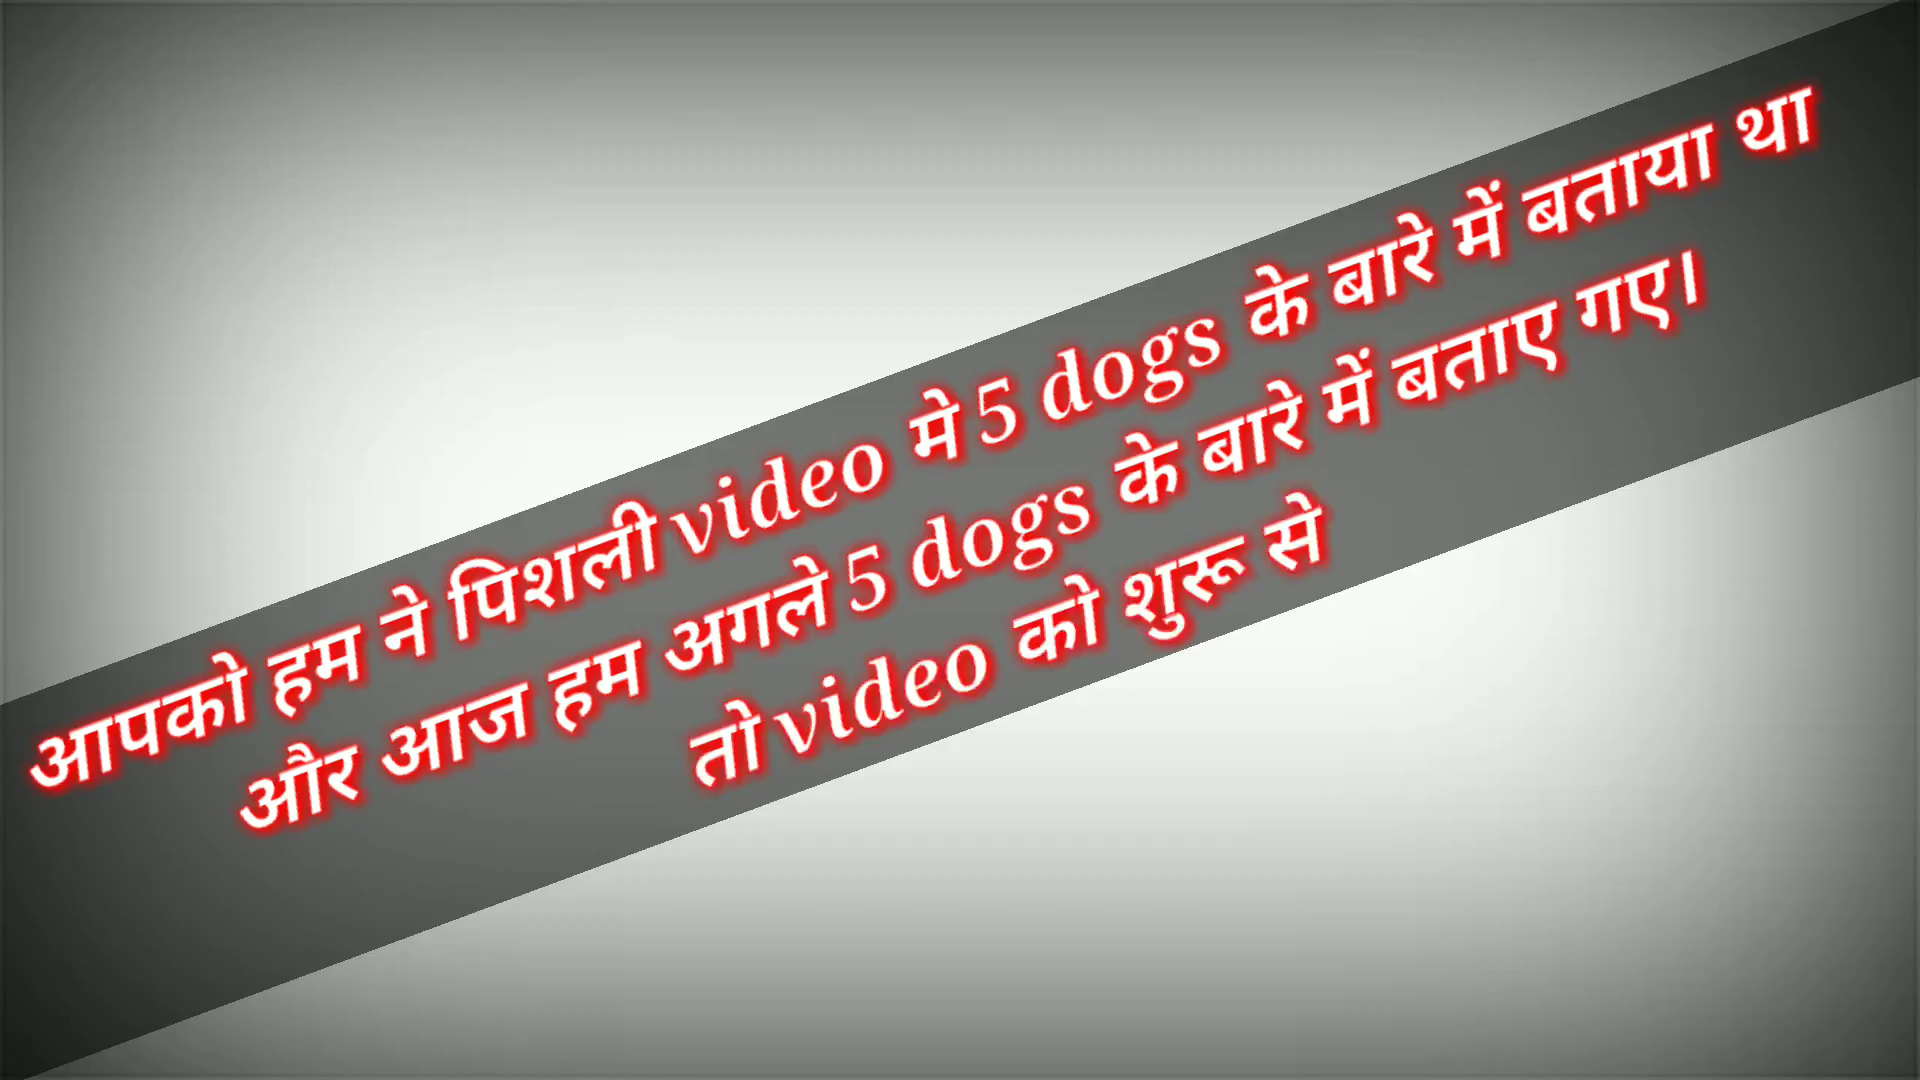 आपको हम ने पिशली video मे 5 dogs के बारे में बताया था
और आज हम अगले 5 dogs के बारे में बताए गए।
तो video को शुरू से